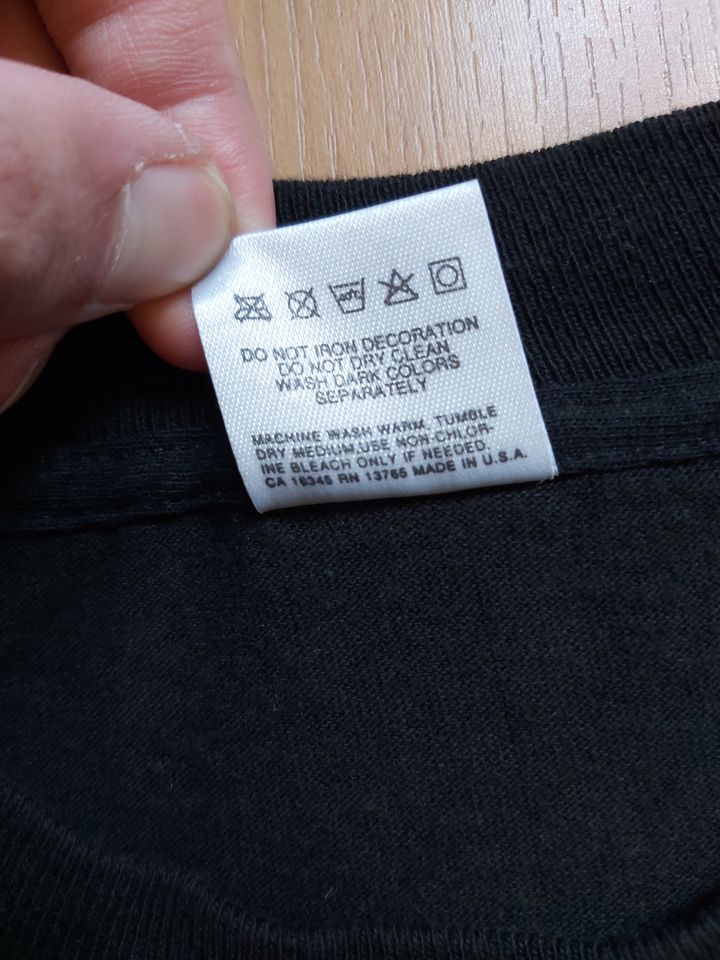 40°C
DO NOT IRON DECORATION
DO NOT DRY CLEAN
WASH DARK COLORS
SEPARATELY
MACHINE WASH WARM, TUMBLE
DRY MEDIUM,USE NON-CHLOR-
INE BLEACH ONLY IF NEEDED.
CA 16345 RN 13765 MADE IN U.S.A.